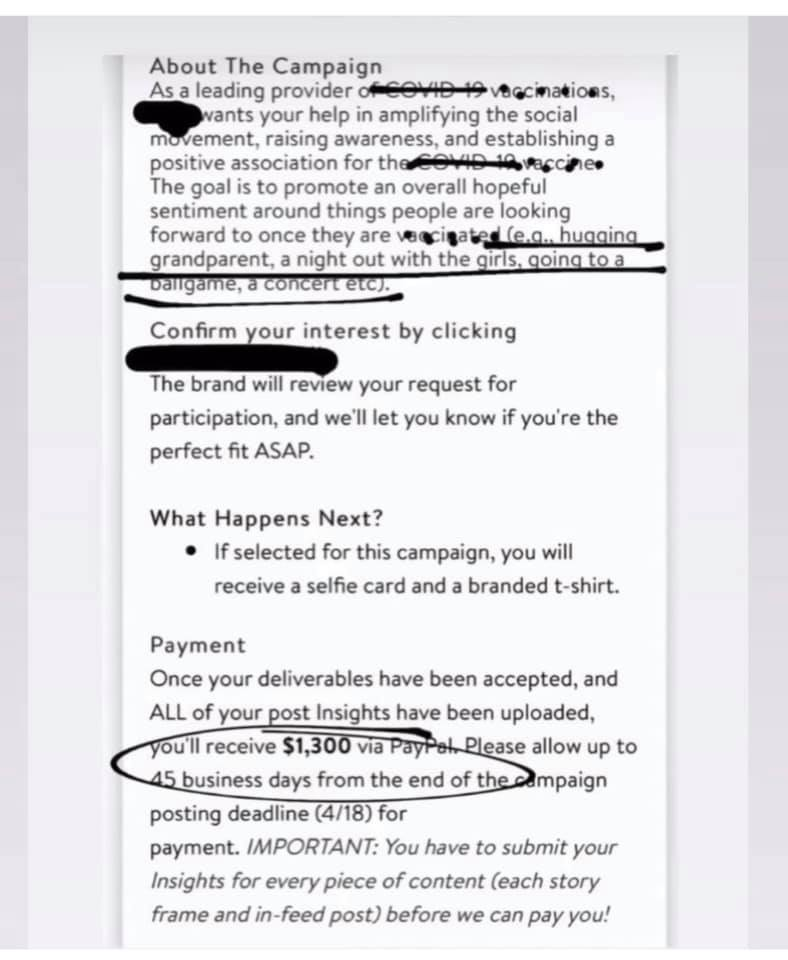 About The Campaign
As a leading provider of COVID-19 vaccinations,
wants your help in amplifying the social
movement, raising awareness, and establishing a
positive association for the COVID-19 vaccine.
The goal is to promote an overall hopeful
sentiment around things people are looking
forward to once they are vaccinated (e.g., hugging
grandparent, a night out with the girls, going to a
ballgame, a concert etc).
Confirm your interest by clicking
The brand will review your request for
participation, and we'll let you know if you're the
perfect fit ASAP.
What Happens Next?
• If selected for this campaign, you will
receive a selfie card and a branded t-shirt.
Payment
Once your deliverables have been accepted, and
ALL of your post Insights have been uploaded,
you'll receive $1,300 via PayPal. Please allow up to
45 business days from the end of the campaign
posting deadline (4/18) for
payment. IMPORTANT: You have to submit your
Insights for every piece of content (each story
frame and in-feed post) before we can pay you!